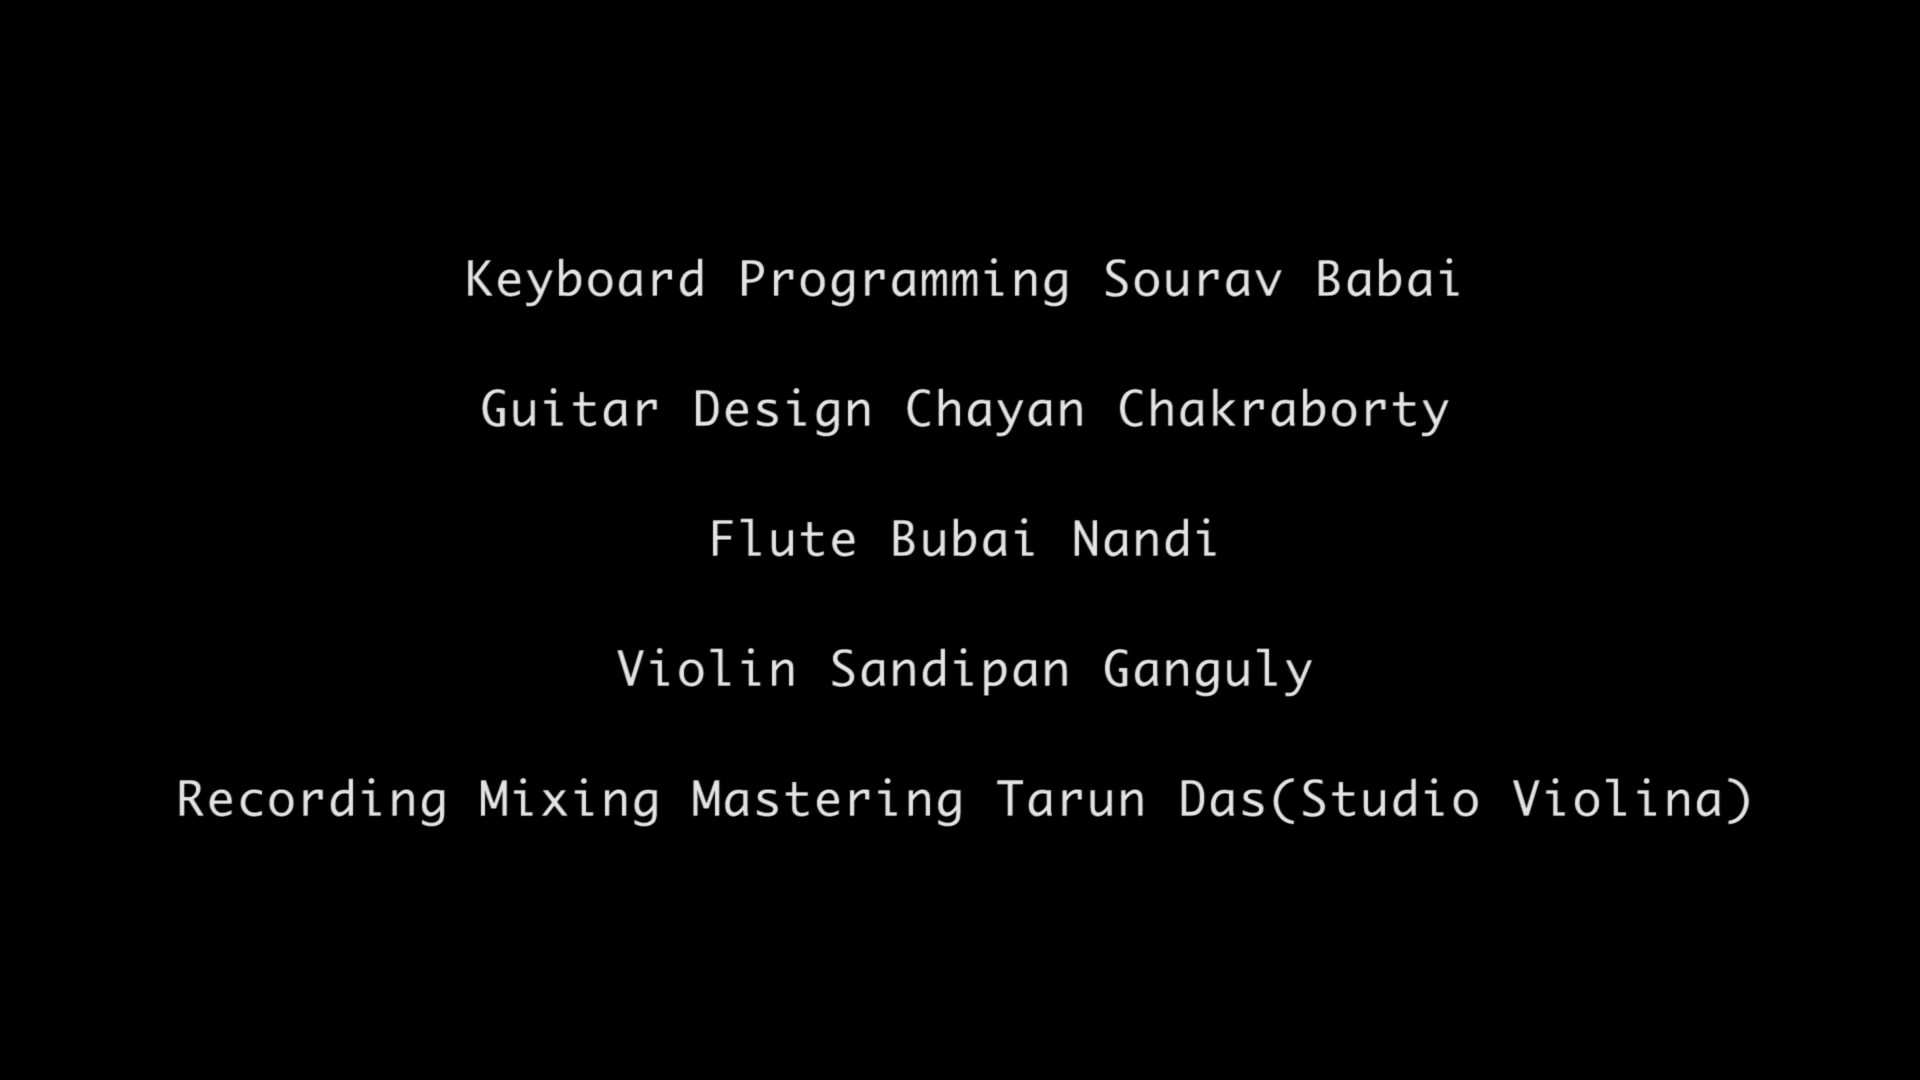 Keyboard Programming Sourav Babai
Guitar Design Chayan Chakraborty
Flute Bubai Nandi
Violin Sandipan Ganguly
Recording Mixing Mastering Tarun Das(Studio Violina)